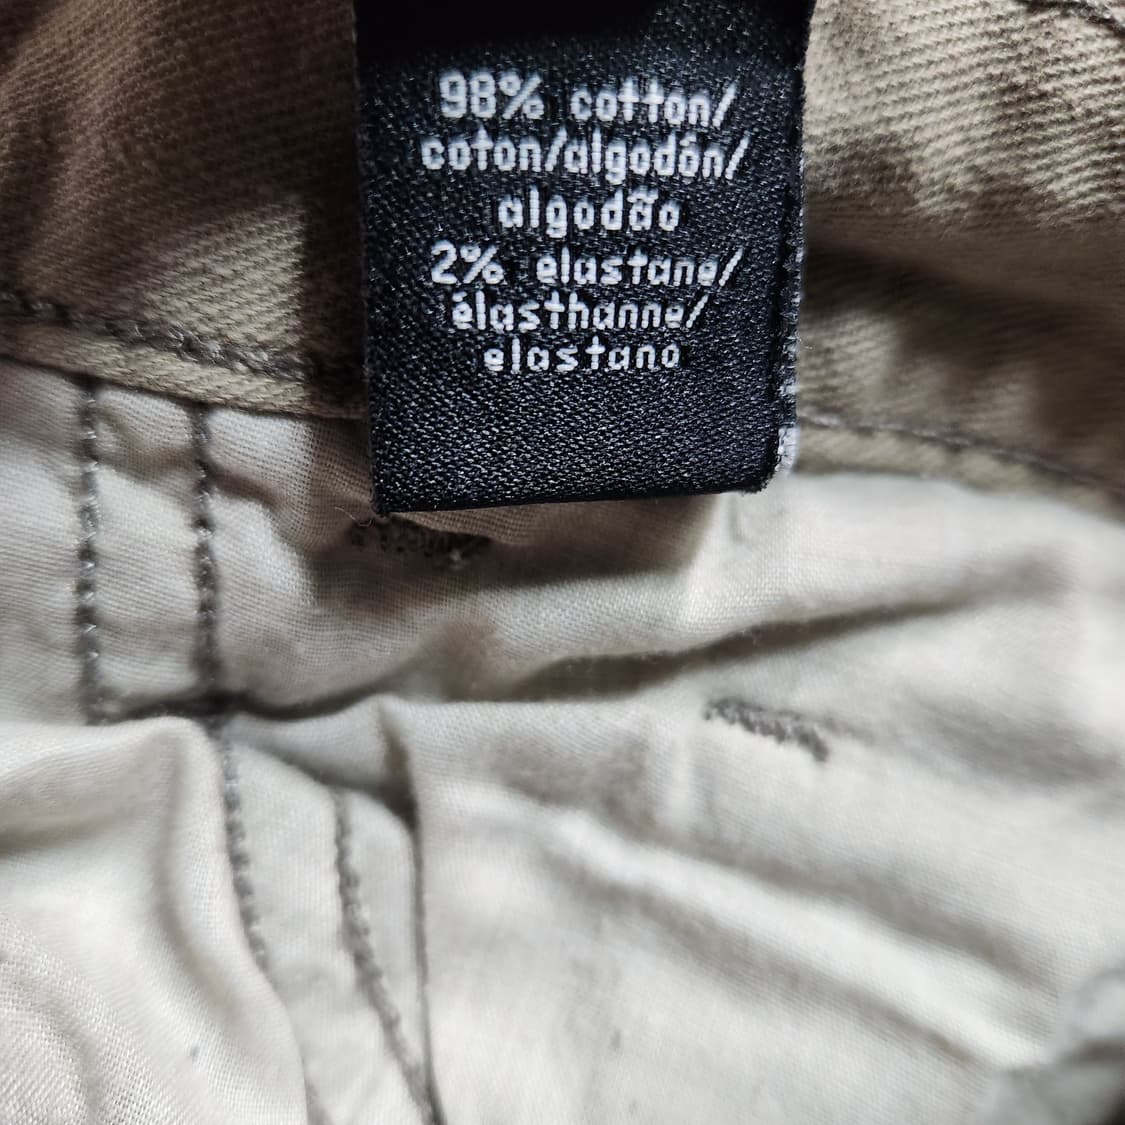 98% cotton/
coton/algodón/
algodão
2% elastane/
élasthanne/
elastano